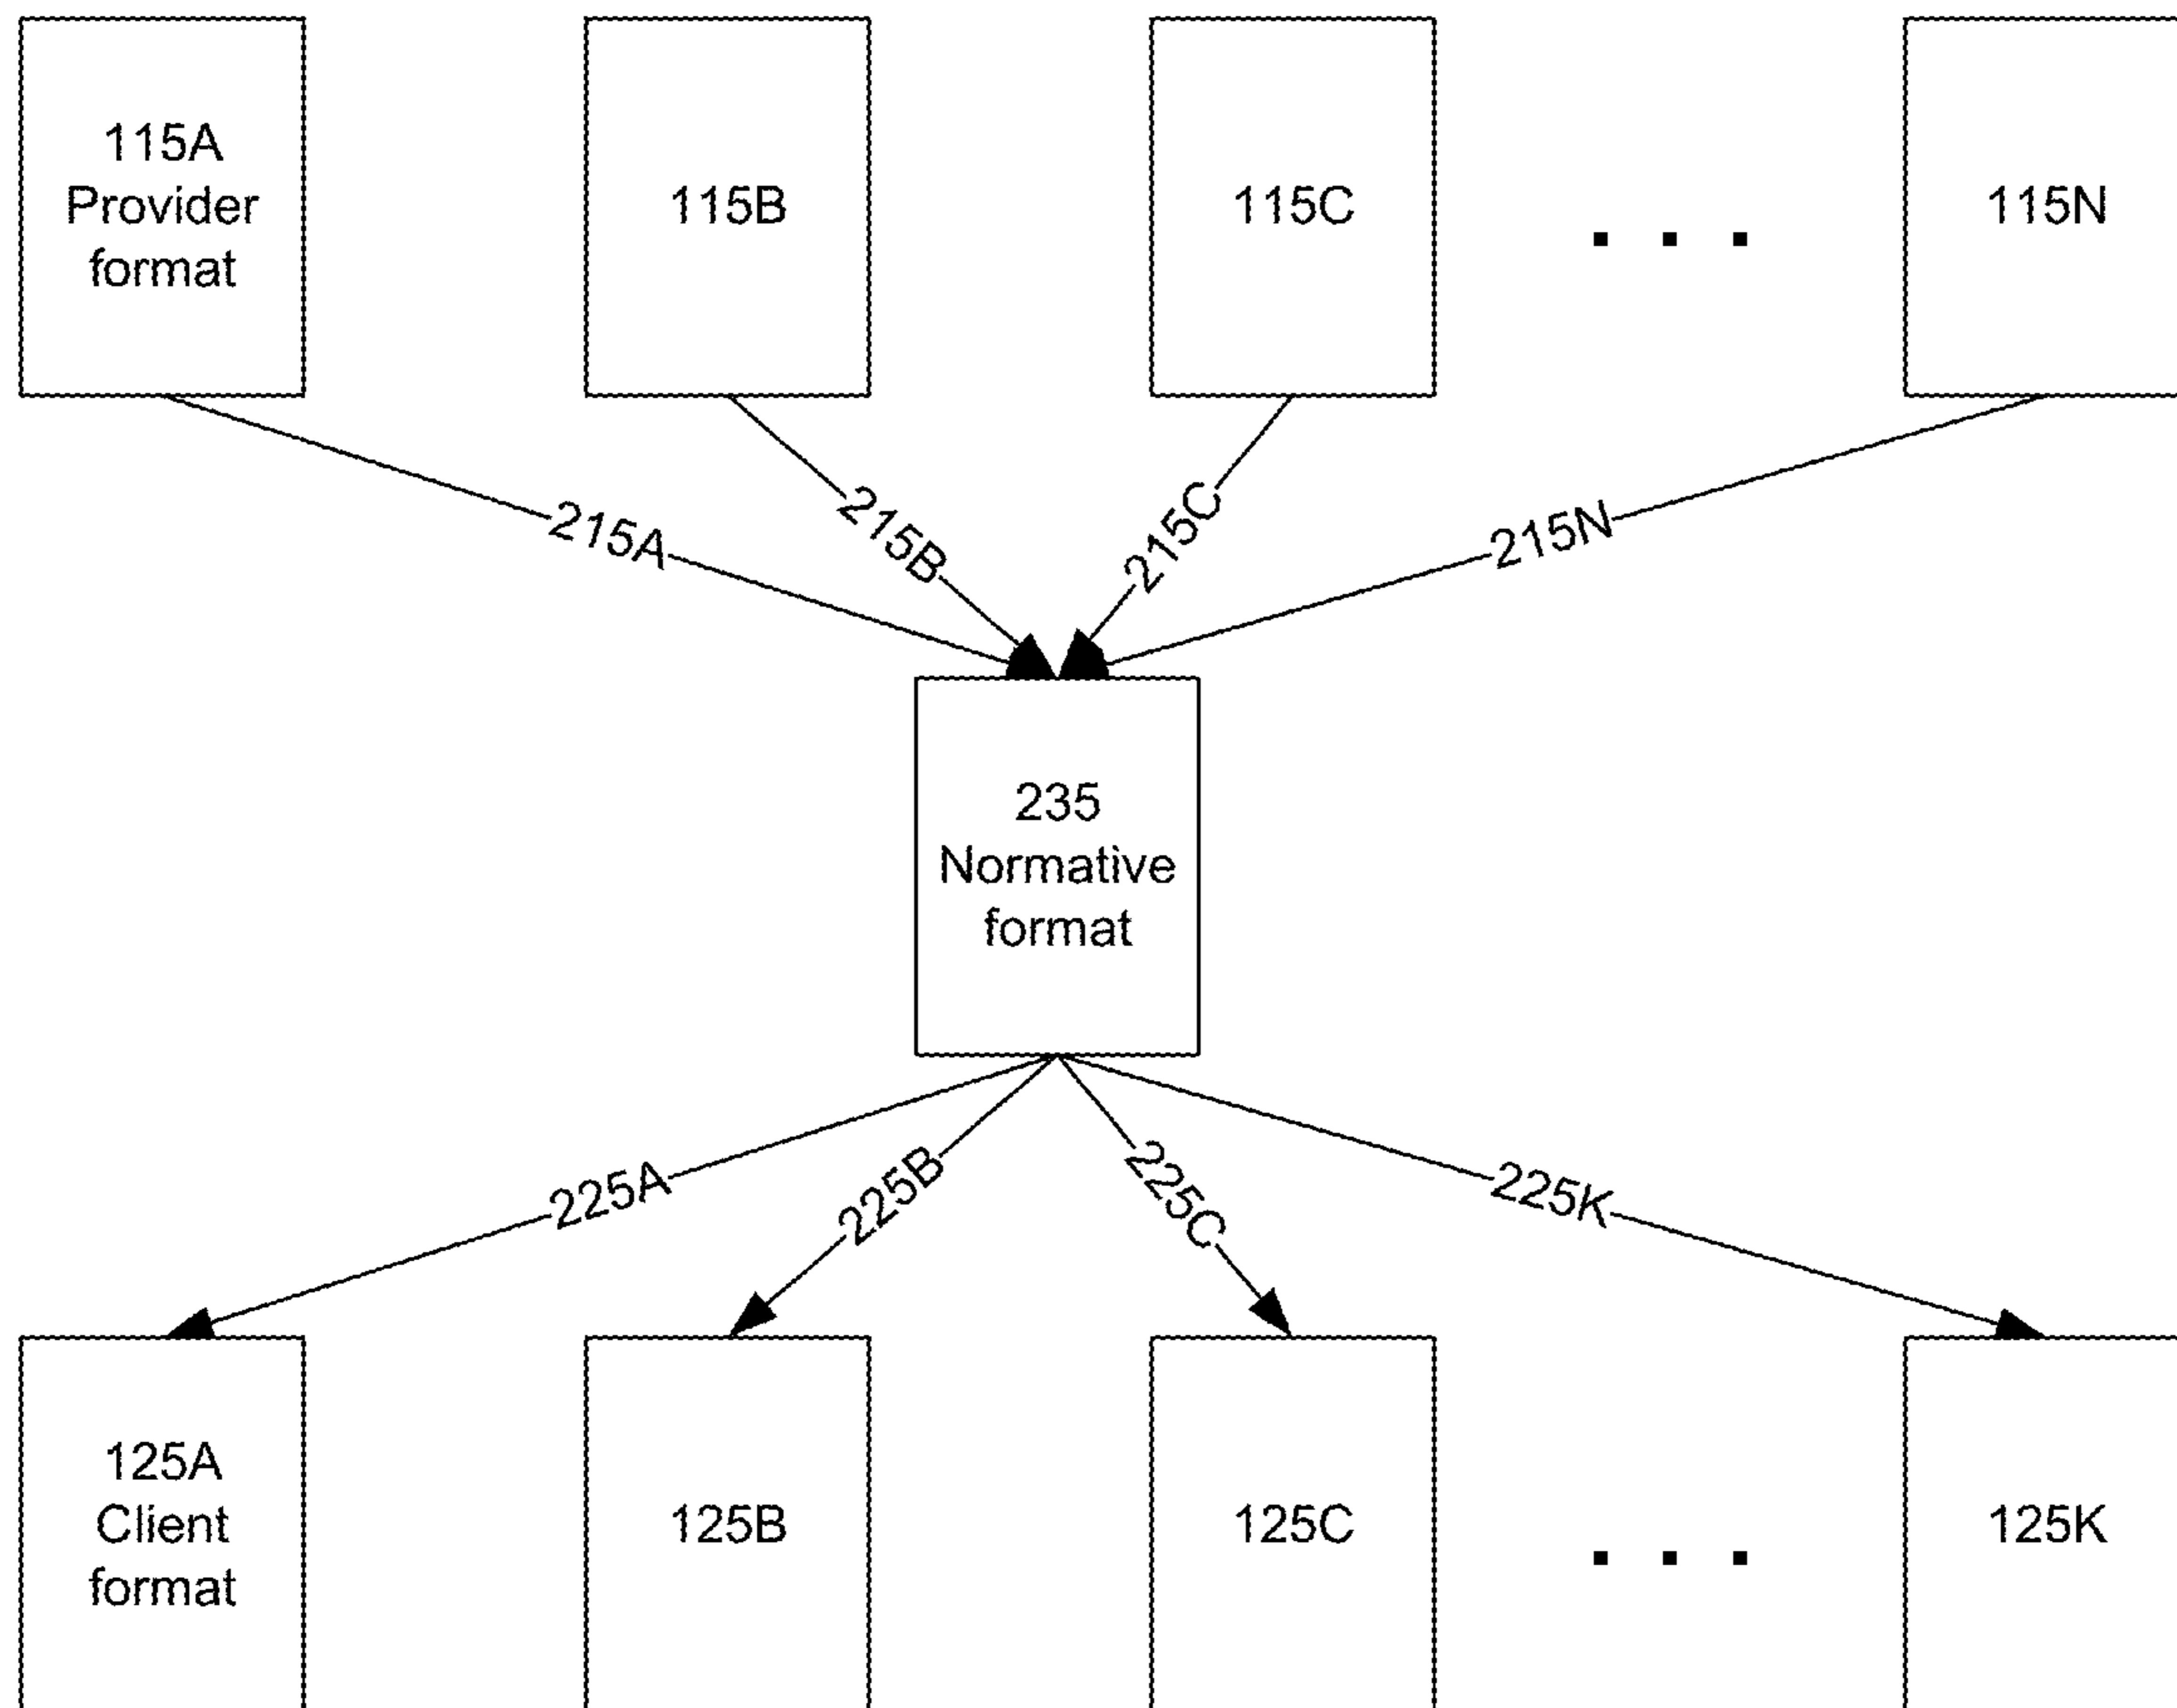 115A
Provider
format
115B
115C
. . .
115N
215A
215B
215C
215N
235
Normative
format
225A
225B
225C
225K
125A
Client
format
125B
125C
. . .
125K